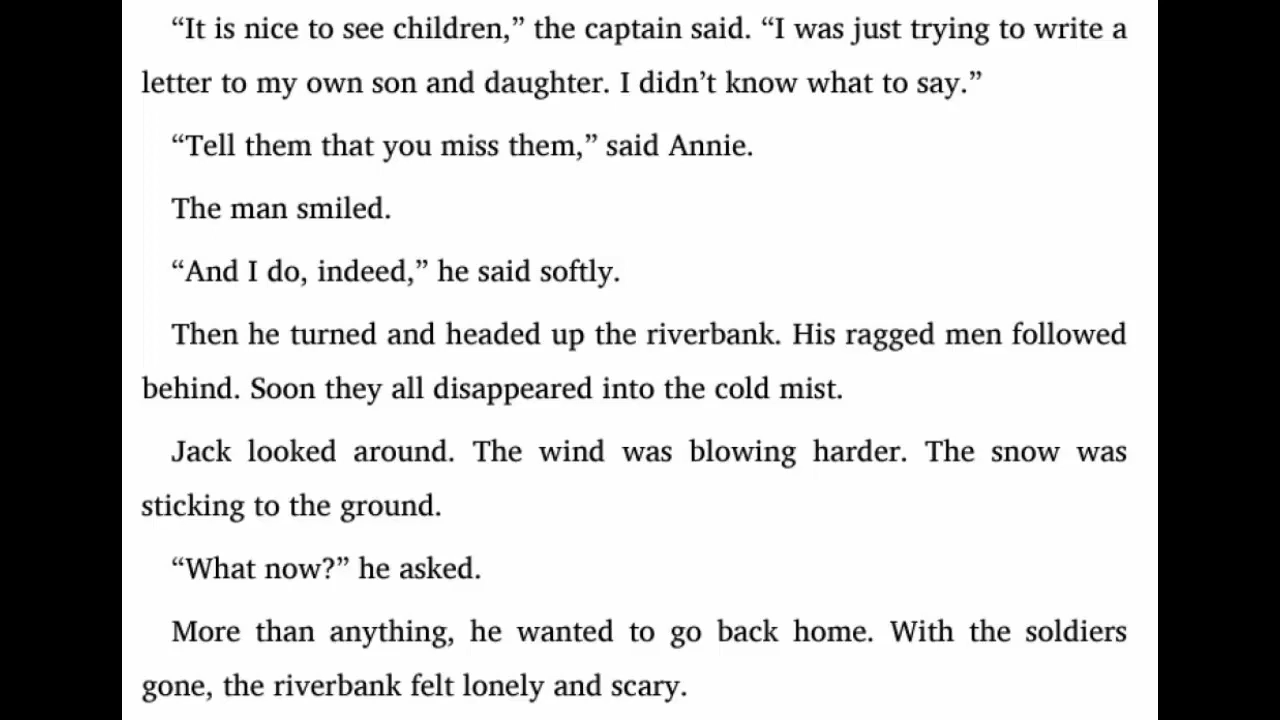 “It is nice to see children,” the captain said. “I was just trying to write a
letter to my own son and daughter. I didn’t know what to say.”
“Tell them that you miss them,” said Annie.
The man smiled.
“And I do, indeed,” he said softly.
Then he turned and headed up the riverbank. His ragged men followed
behind. Soon they all disappeared into the cold mist.
Jack looked around. The wind was blowing harder. The snow was
sticking to the ground.
“What now?” he asked.
More than anything, he wanted to go back home. With the soldiers
gone, the riverbank felt lonely and scary.